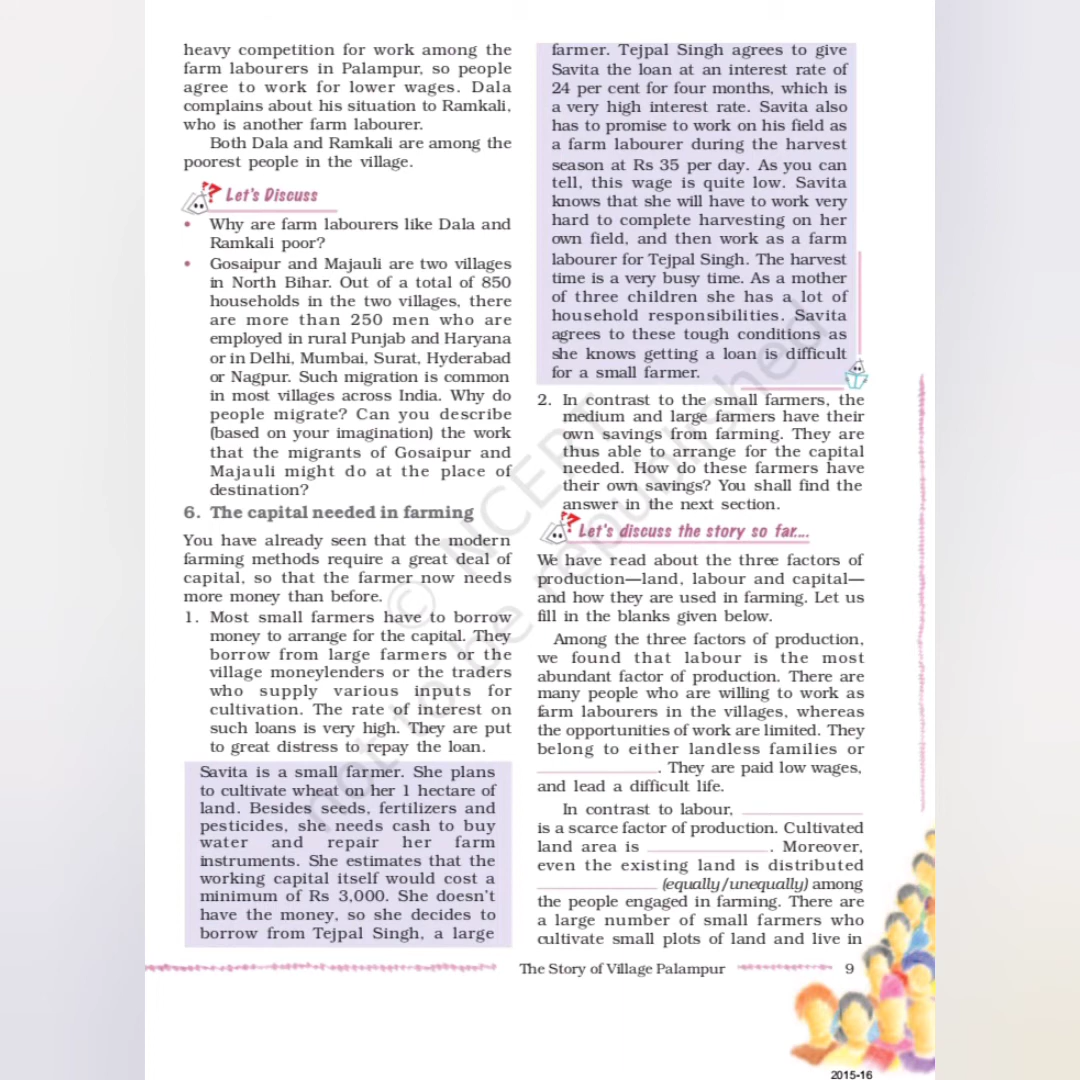 heavy competition for work among the
farm labourers in Palampur, so people
agree to work for lower wages. Dala
complains about his situation to Ramkali,
who is another farm labourer.
Both Dala and Ramkali are among the
poorest people in the village.
Let's Discuss
• Why are farm labourers like Dala and
Ramkali poor?
• Gosaipur and Majauli are two villages
in North Bihar. Out of a total of 850
households in the two villages, there
are more than 250 men who are
employed in rural Punjab and Haryana
or in Delhi, Mumbai, Surat, Hyderabad
or Nagpur. Such migration is common
in most villages across India. Why do
people migrate? Can you describe
(based on your imagination) the work
that the migrants of Gosaipur and
Majauli might do at the place of
destination?
6. The capital needed in farming
You have already seen that the modern
farming methods require a great deal of
capital, so that the farmer now needs
more money than before.
1. Most small farmers have to borrow
money to arrange for the capital. They
borrow from large farmers or the
village moneylenders or the traders
who supply various inputs for
cultivation. The rate of interest on
such loans is very high. They are put
to great distress to repay the loan.
Savita is a small farmer. She plans
to cultivate wheat on her 1 hectare of
land. Besides seeds, fertilizers and
pesticides, she needs cash to buy
water and repair her farm
instruments. She estimates that the
working capital itself would cost a
minimum of Rs 3,000. She doesn't
have the money, so she decides to
borrow from Tejpal Singh, a large
farmer. Tejpal Singh agrees to give
Savita the loan at an interest rate of
24 per cent for four months, which is
a very high interest rate. Savita also
has to promise to work on his field as
a farm labourer during the harvest
season at Rs 35 per day. As you can
tell, this wage is quite low. Savita
knows that she will have to work very
hard to complete harvesting on her
own field, and then work as a farm
labourer for Tejpal Singh. The harvest
time is a very busy time. As a mother
of three children she has a lot of
household responsibilities. Savita
agrees to these tough conditions as
she knows getting a loan is difficult
for a small farmer.
2. In contrast to the small farmers, the
medium and large farmers have their
own savings from farming. They are
thus able to arrange for the capital
needed. How do these farmers have
their own savings? You shall find the
answer in the next section.
Let's discuss the story so far....
We have read about the three factors of
production—land, labour and capital—
and how they are used in farming. Let us
fill in the blanks given below.
Among the three factors of production,
we found that labour is the most
abundant factor of production. There are
many people who are willing to work as
farm labourers in the villages, whereas
the opportunities of work are limited. They
belong to either landless families or
____________. They are paid low wages,
and lead a difficult life.
In contrast to labour, ____________
is a scarce factor of production. Cultivated
land area is ____________. Moreover,
even the existing land is distributed
____________ (equally/unequally) among
the people engaged in farming. There are
a large number of small farmers who
cultivate small plots of land and live in
The Story of Village Palampur 9
2015-16
© NCERT
not to be republished